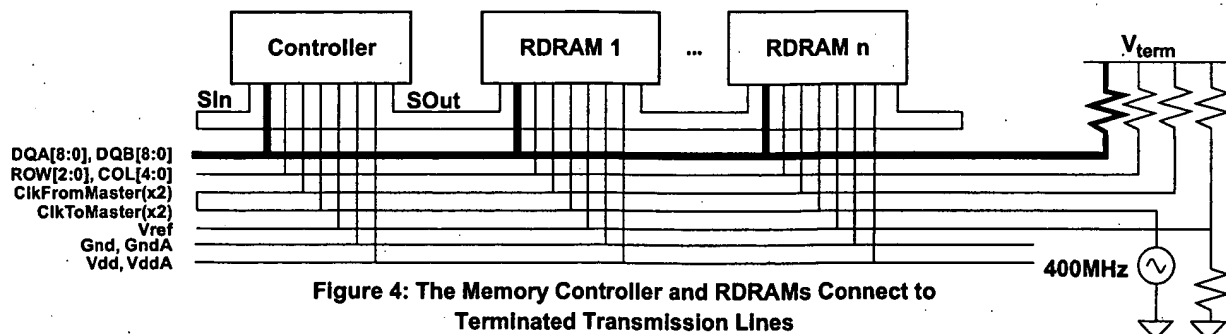 Controller
RDRAM 1
...
RDRAM n
Vterm
SIn
SOut
DQA[8:0], DQB[8:0]
ROW[2:0], COL[4:0]
ClkFromMaster(x2)
ClkToMaster(x2)
Vref
Gnd, GndA
Vdd, VddA
400MHz
Figure 4: The Memory Controller and RDRAMs Connect to
Terminated Transmission Lines